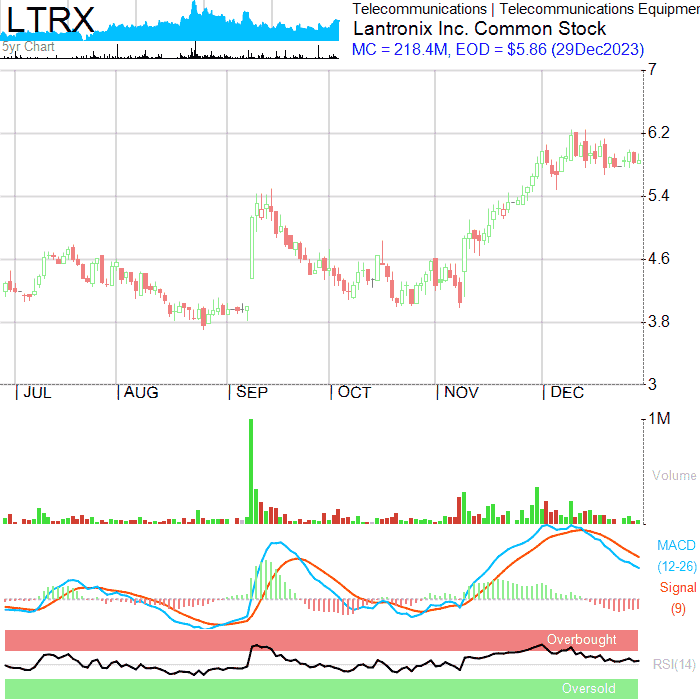 LTRX
5yr Chart
Telecommunications | Telecommunications Equipmen
Lantronix Inc. Common Stock
MC = 218.4M, EOD = $5.86 (29Dec2023)
7
6.2
5.4
4.6
3.8
3
JUL
AUG
SEP
OCT
NOV
DEC
1M
Volume
MACD
(12-26)
Signal
(9)
Overbought
RSI(14)
Oversold